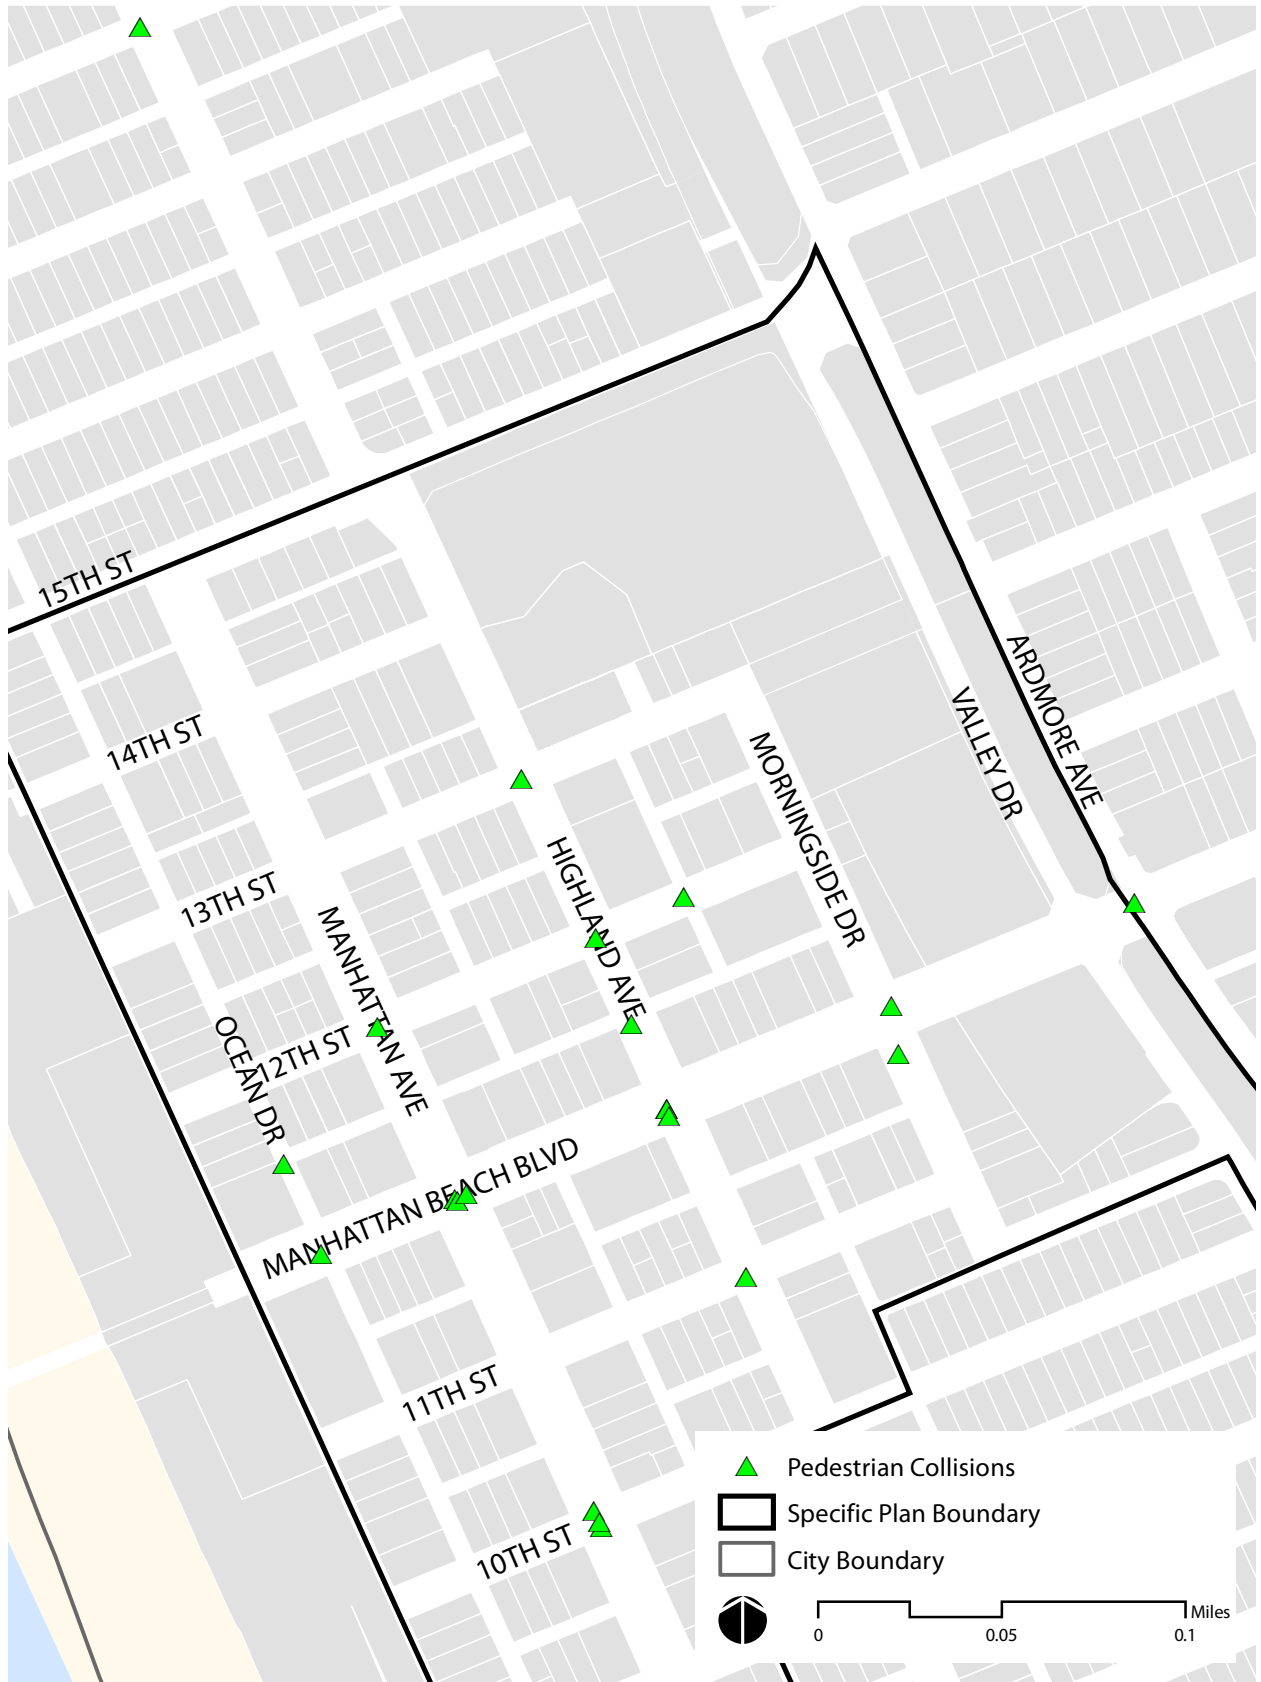 15TH ST
ARDMORE AVE
VALLEY DR
14TH ST
MORNINGSIDE DR
HIGHLAND AVE
13TH ST
MANHATTAN AVE
OCEAN DR
12TH ST
MANHATTAN BEACH BLVD
11TH ST
10TH ST
Pedestrian Collisions
Specific Plan Boundary
City Boundary
Miles
0 0.05 0.1